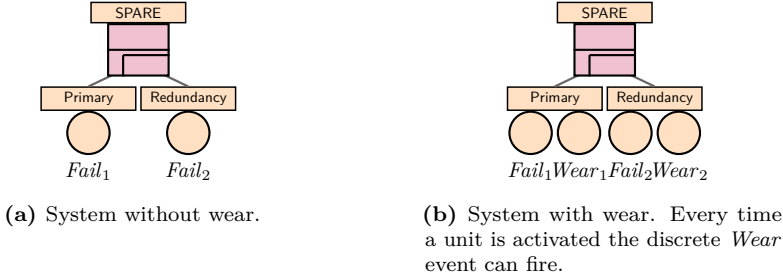 SPARE
Primary Redundancy
Fail1 Fail2
(a) System without wear.
SPARE
Primary Redundancy
Fail1Wear1Fail2Wear2
(b) System with wear. Every time
a unit is activated the discrete Wear
event can fire.